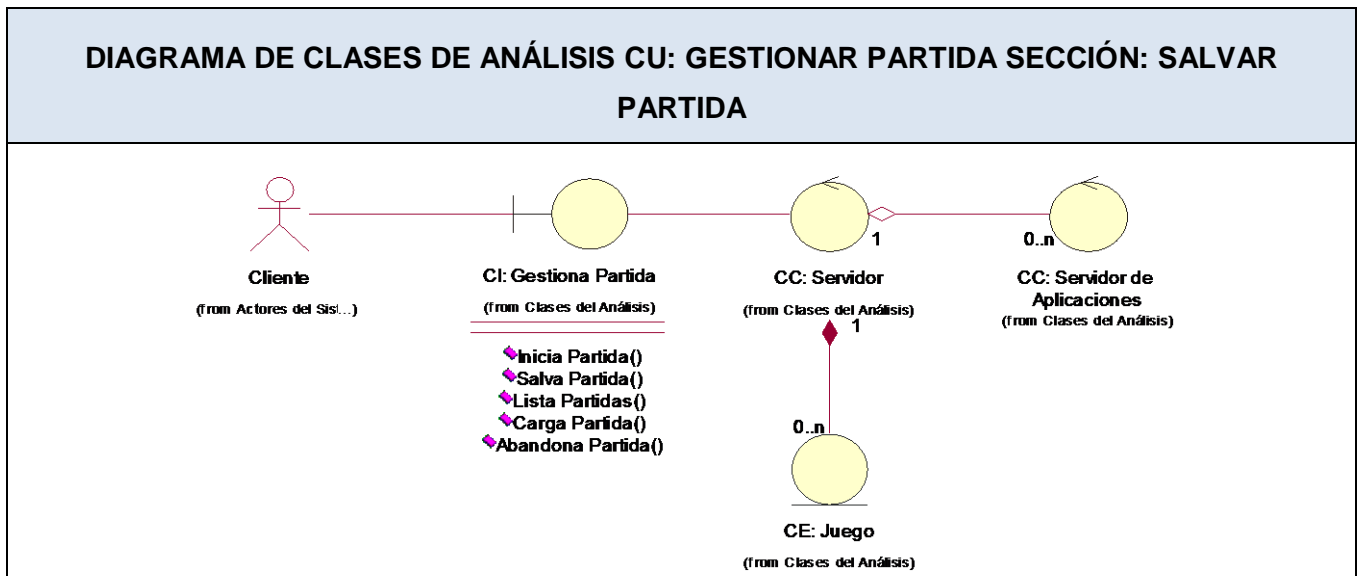 DIAGRAMA DE CLASES DE ANÁLISIS CU: GESTIONAR PARTIDA SECCIÓN: SALVAR
PARTIDA
Cliente
(from Actores del Sist...)
CI: Gestiona Partida
(from Clases del Análisis)
Inicia Partida()
Salva Partida()
Lista Partidas()
Carga Partida()
Abandona Partida()
1
CC: Servidor
(from Clases del Análisis)
1
0..n
CC: Servidor de
Aplicaciones
(from Clases del Análisis)
0..n
CE: Juego
(from Clases del Análisis)